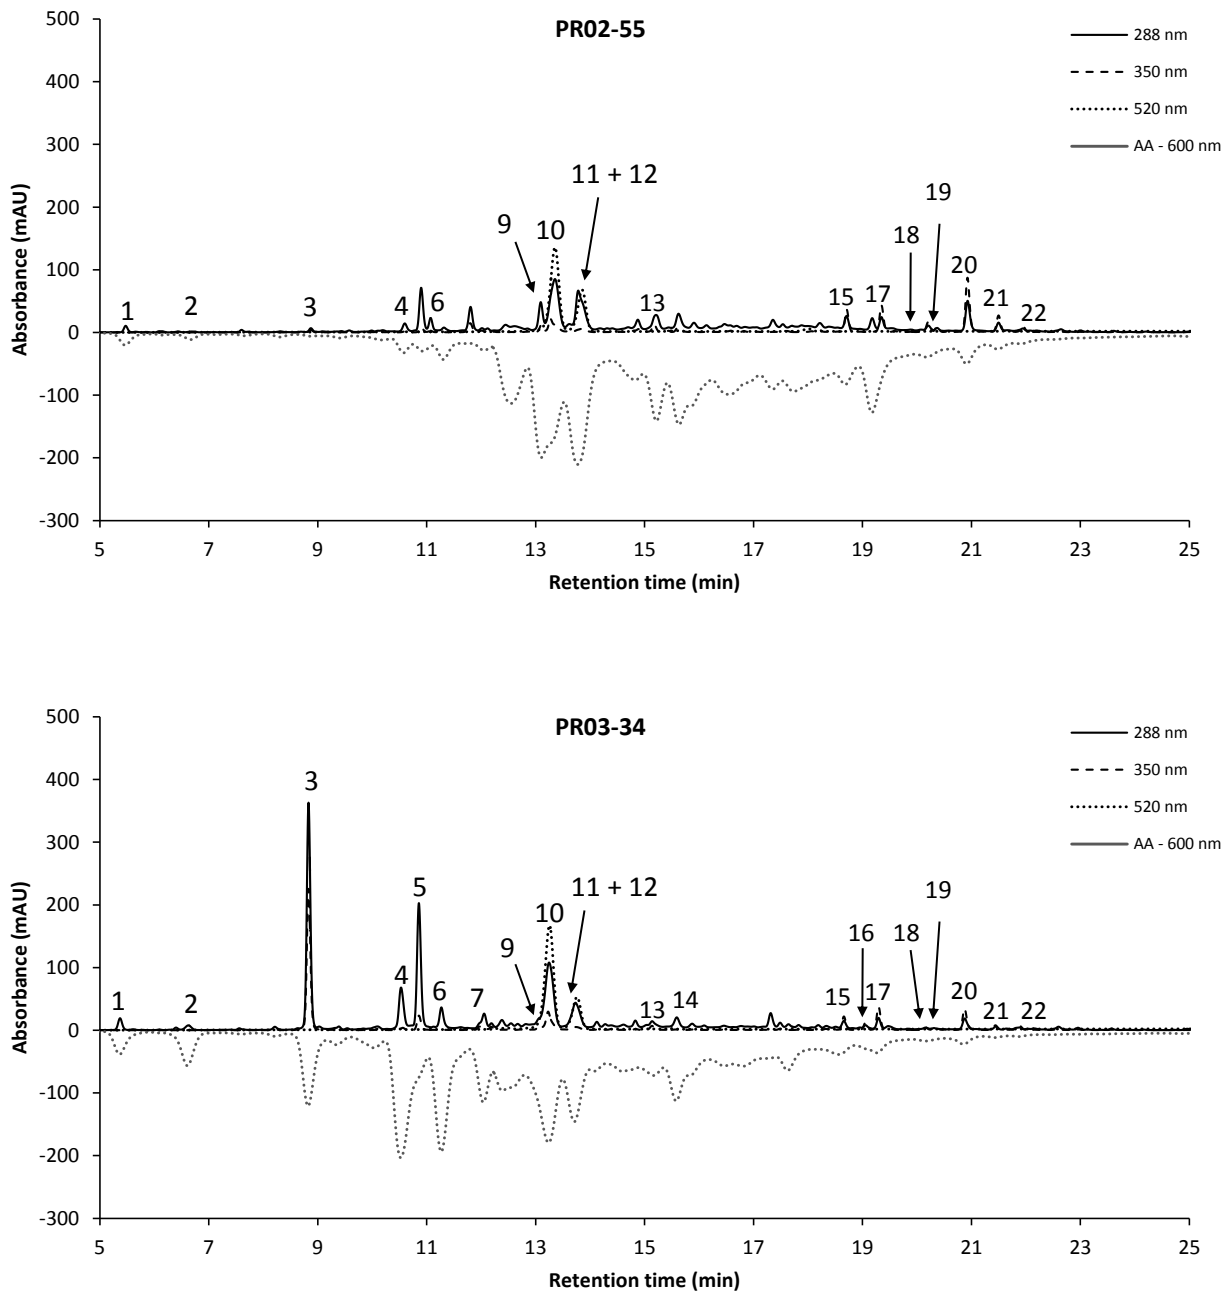 PR02-55
288 nm
350 nm
520 nm
AA - 600 nm
Absorbance (mAU)
500
400
300
200
100
0
-100
-200
-300
1
2
3
4
6
9
10
11 + 12
13
15
17
18
19
20
21
22
5 7 9 11 13 15 17 19 21 23 25
Retention time (min)
PR03-34
288 nm
350 nm
520 nm
AA - 600 nm
Absorbance (mAU)
500
400
300
200
100
0
-100
-200
-300
1
2
3
4
5
6
7
9
10
11 + 12
13
14
15
16
17
18
19
20
21
22
5 7 9 11 13 15 17 19 21 23 25
Retention time (min)